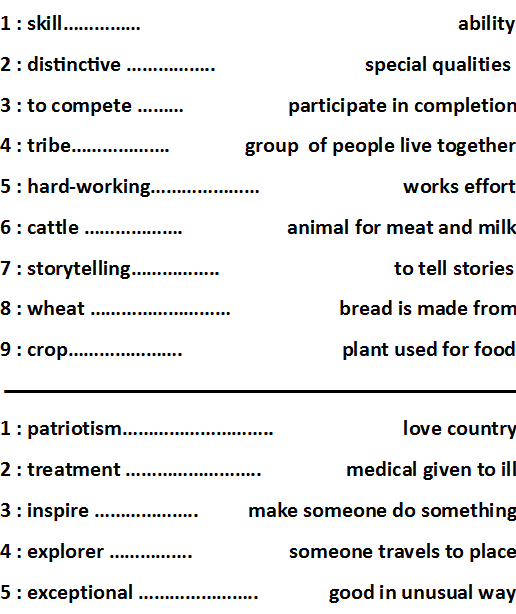 1 : skill............... ability
2 : distinctive ................. special qualities
3 : to compete ......... participate in completion
4 : tribe................... group of people live together
5 : hard-working..................... works effort
6 : cattle ................... animal for meat and milk
7 : storytelling................. to tell stories
8 : wheat ........................... bread is made from
9 : crop...................... plant used for food
1 : patriotism............................. love country
2 : treatment .......................... medical given to ill
3 : inspire .................... make someone do something
4 : explorer ................ someone travels to place
5 : exceptional ....................... good in unusual way